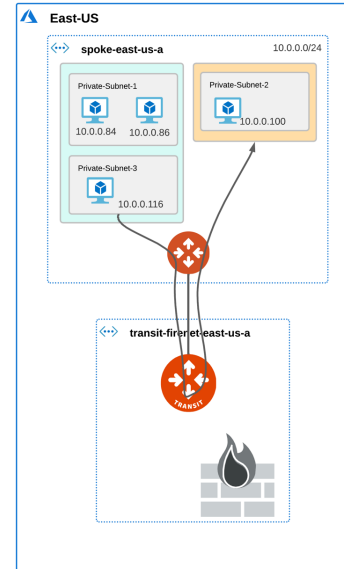 East-US
spoke-east-us-a
10.0.0.0/24
Private-Subnet-1
10.0.0.84
10.0.0.86
Private-Subnet-2
10.0.0.100
Private-Subnet-3
10.0.0.116
transit-firenet-east-us-a
TRANSIT